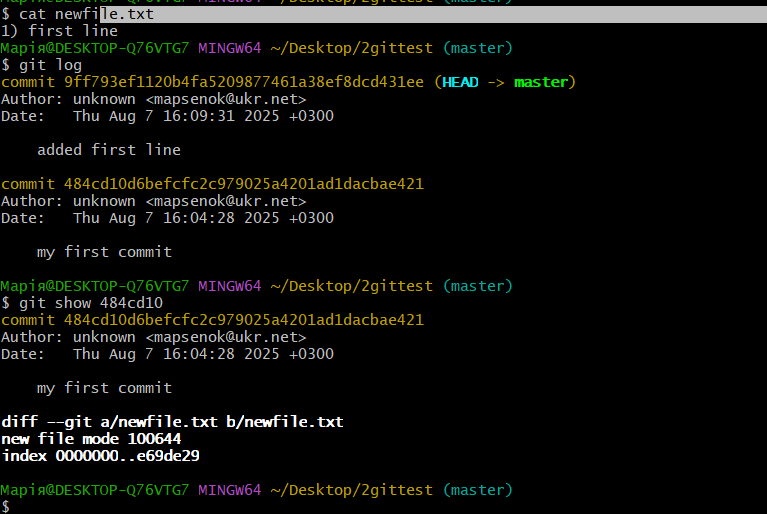 $ cat newfile.txt
1) first line
Марія@DESKTOP-Q76VTG7 MINGW64 ~/Desktop/2gittest (master)
$ git log
commit 9ff793ef1120b4fa5209877461a38ef8dcd431ee (HEAD -> master)
Author: unknown <mapsenok@ukr.net>
Date:   Thu Aug 7 16:09:31 2025 +0300
added first line
commit 484cd10d6befcfc2c979025a4201ad1dacbae421
Author: unknown <mapsenok@ukr.net>
Date:   Thu Aug 7 16:04:28 2025 +0300
my first commit
Марія@DESKTOP-Q76VTG7 MINGW64 ~/Desktop/2gittest (master)
$ git show 484cd10
commit 484cd10d6befcfc2c979025a4201ad1dacbae421
Author: unknown <mapsenok@ukr.net>
Date:   Thu Aug 7 16:04:28 2025 +0300
my first commit
diff --git a/newfile.txt b/newfile.txt
new file mode 100644
index 0000000..e69de29
Марія@DESKTOP-Q76VTG7 MINGW64 ~/Desktop/2gittest (master)
$